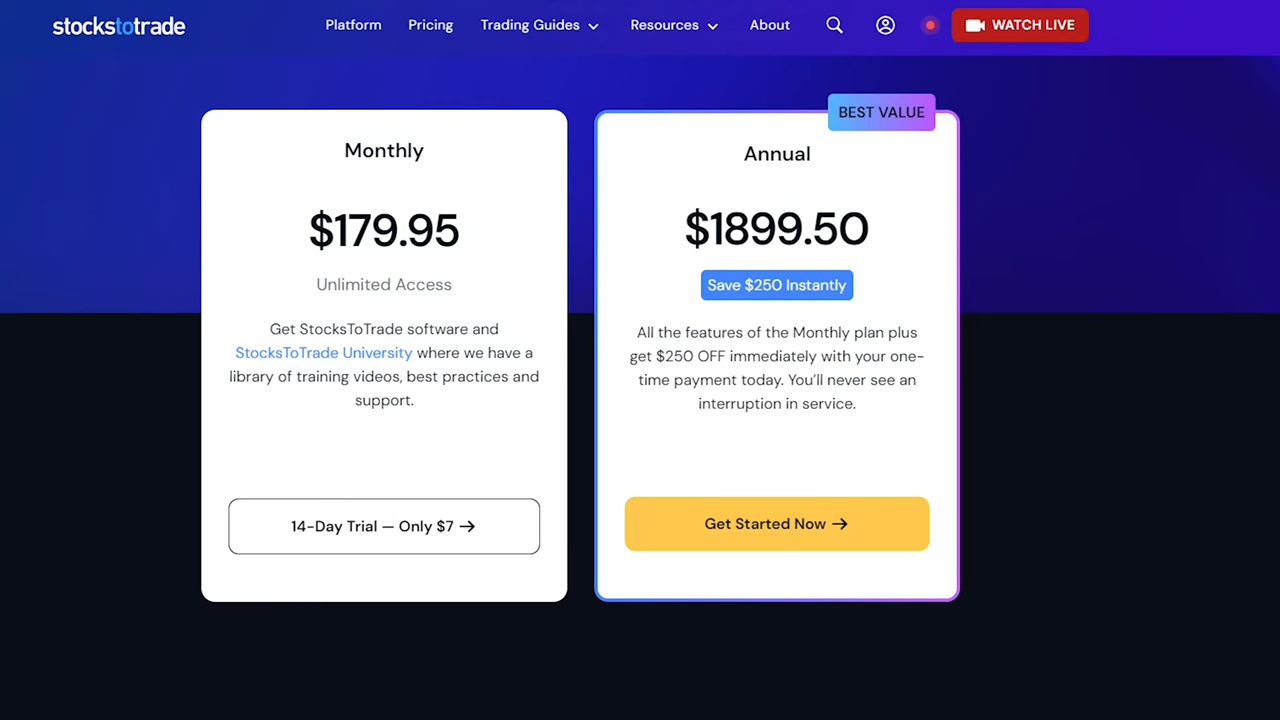 stockstotrade
Platform
Pricing
Trading Guides
Resources
About
WATCH LIVE
Monthly
$179.95
Unlimited Access
Get StocksToTrade software and
StocksToTrade University where we have a
library of training videos, best practices and
support.
14-Day Trial — Only $7 →
BEST VALUE
Annual
$1899.50
Save $250 Instantly
All the features of the Monthly plan plus
get $250 OFF immediately with your one-
time payment today. You’ll never see an
interruption in service.
Get Started Now →